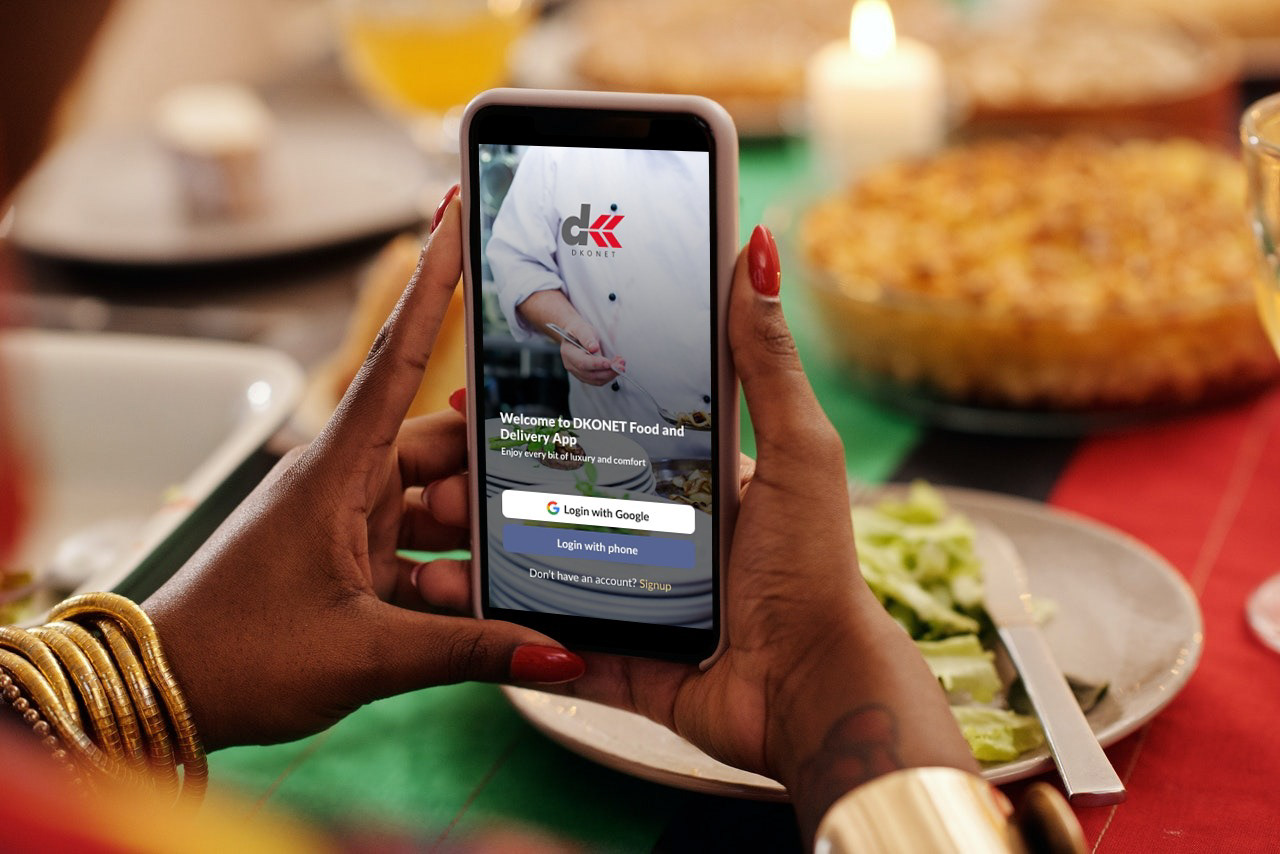 dk
DKONET
Welcome to DKONET Food and
Delivery App
Enjoy every bit of luxury and comfort
Login with Google
Login with phone
Don't have an account? Signup